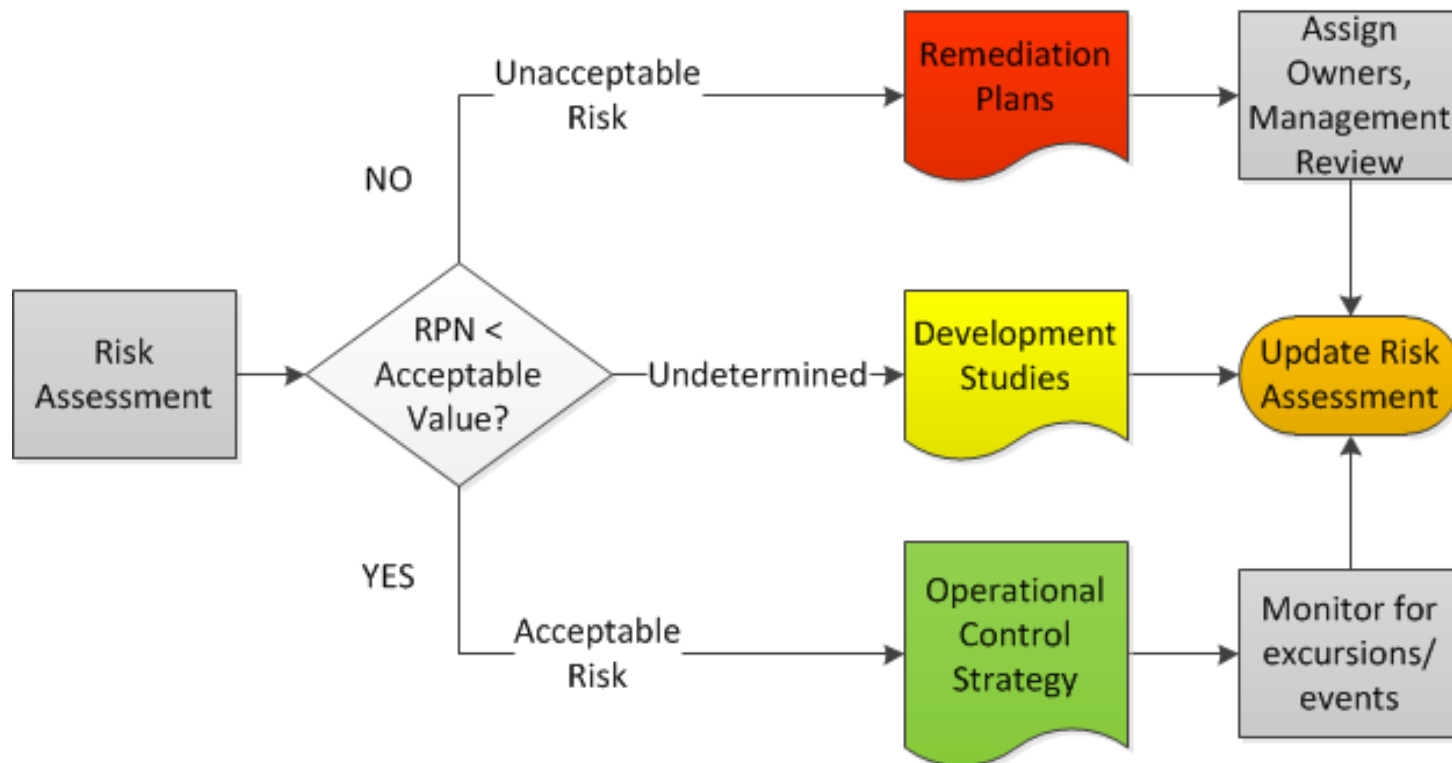 Unacceptable
Risk
Remediation
Plans
Assign
Owners,
Management
Review
NO
Risk
Assessment
RPN <
Acceptable
Value?
Undetermined
Development
Studies
Update Risk
Assessment
YES
Acceptable
Risk
Operational
Control
Strategy
Monitor for
excursions/
events